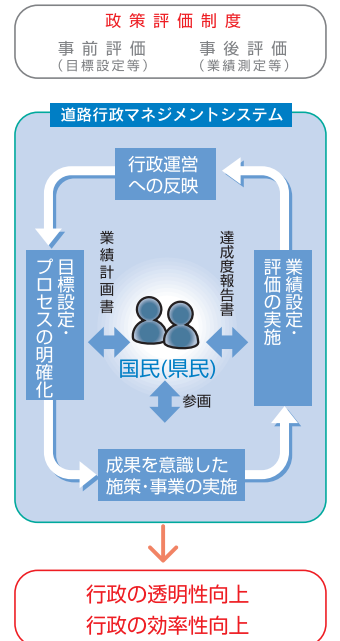 政策評価制度
事前評価 事後評価
(目標設定等) (業績測定等)
道路行政マネジメントシステム
行政運営
への反映
目標設定・
プロセスの明確化
業績計画書
達成度報告書
業績設定・
評価の実施
国民(県民)
参画
成果を意識した
施策・事業の実施
行政の透明性向上
行政の効率性向上